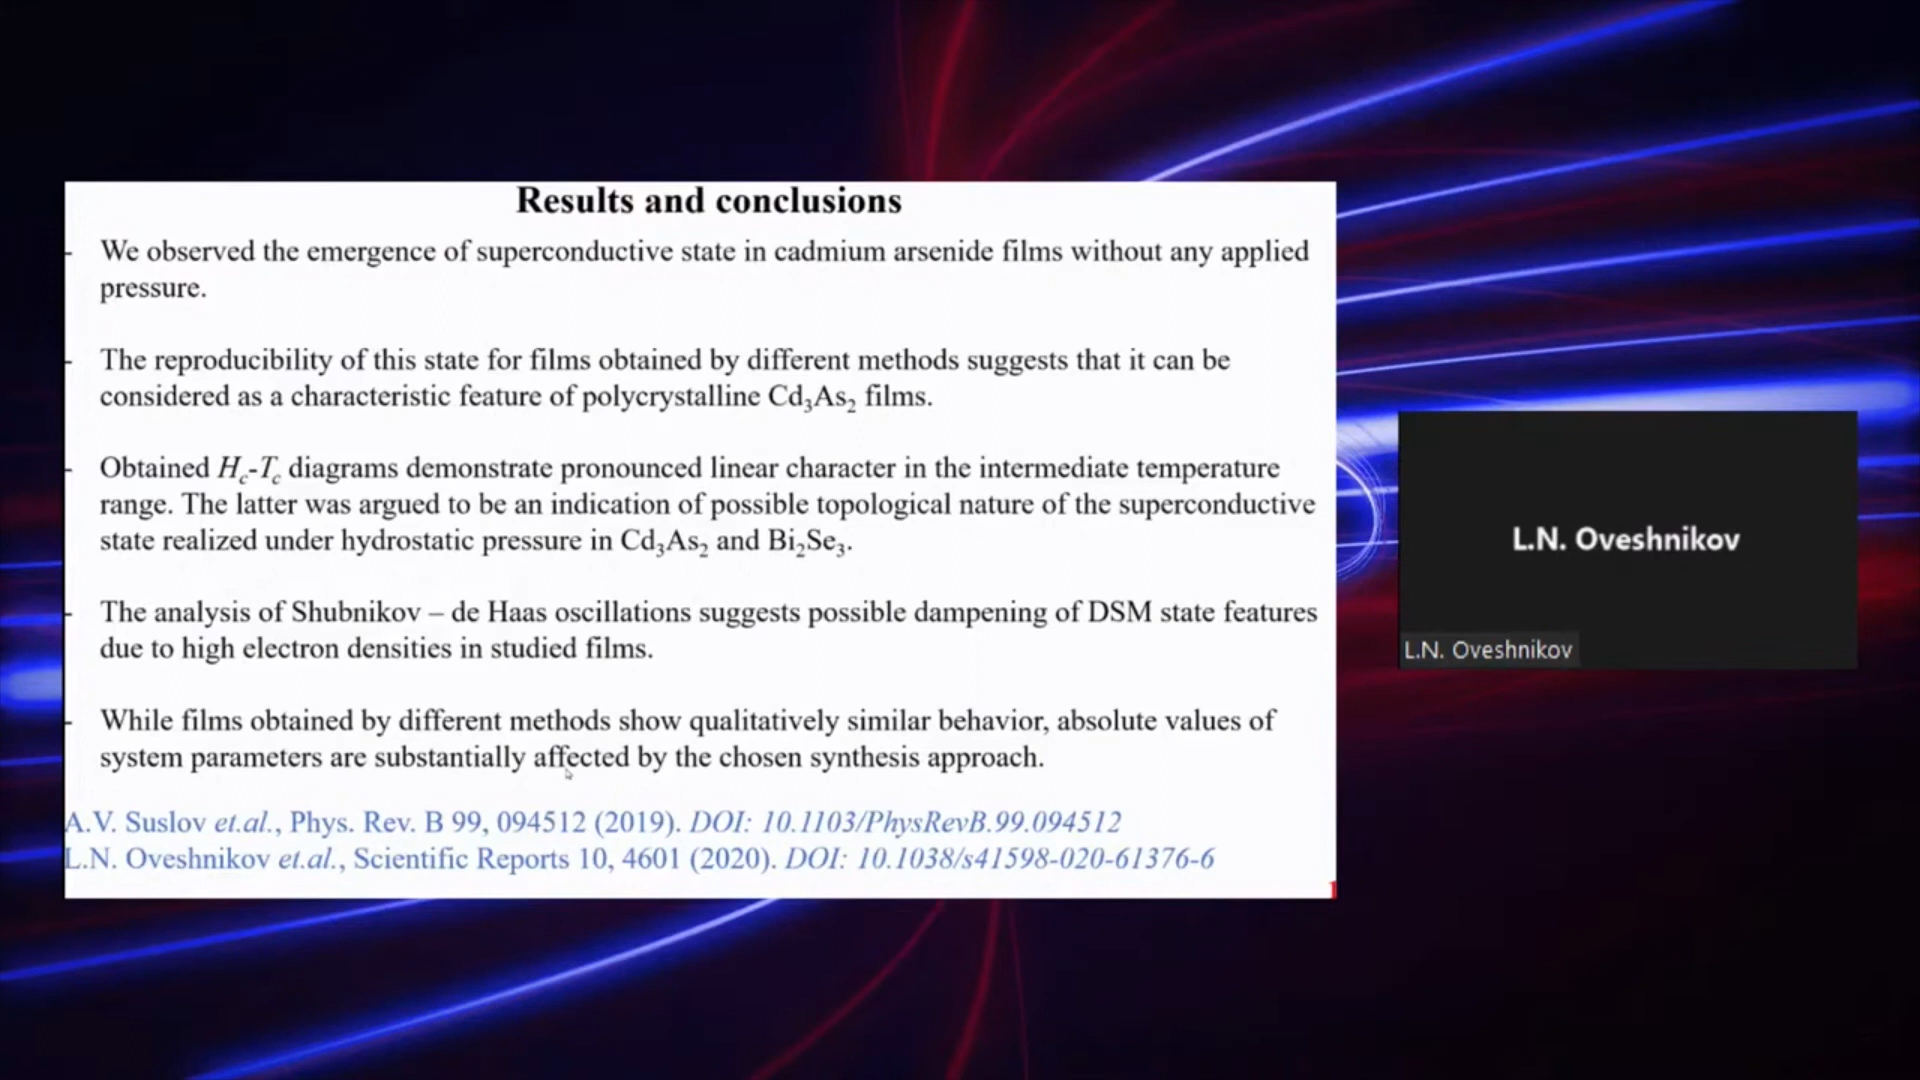 Results and conclusions
- We observed the emergence of superconductive state in cadmium arsenide films without any applied
pressure.
- The reproducibility of this state for films obtained by different methods suggests that it can be
considered as a characteristic feature of polycrystalline Cd₃As₂ films.
- Obtained H_c-T_c diagrams demonstrate pronounced linear character in the intermediate temperature
range. The latter was argued to be an indication of possible topological nature of the superconductive
state realized under hydrostatic pressure in Cd₃As₂ and Bi₂Se₃.
- The analysis of Shubnikov – de Haas oscillations suggests possible dampening of DSM state features
due to high electron densities in studied films.
- While films obtained by different methods show qualitatively similar behavior, absolute values of
system parameters are substantially affected by the chosen synthesis approach.
A.V. Suslov et.al., Phys. Rev. B 99, 094512 (2019). DOI: 10.1103/PhysRevB.99.094512
L.N. Oveshnikov et.al., Scientific Reports 10, 4601 (2020). DOI: 10.1038/s41598-020-61376-6
L.N. Oveshnikov
L.N. Oveshnikov